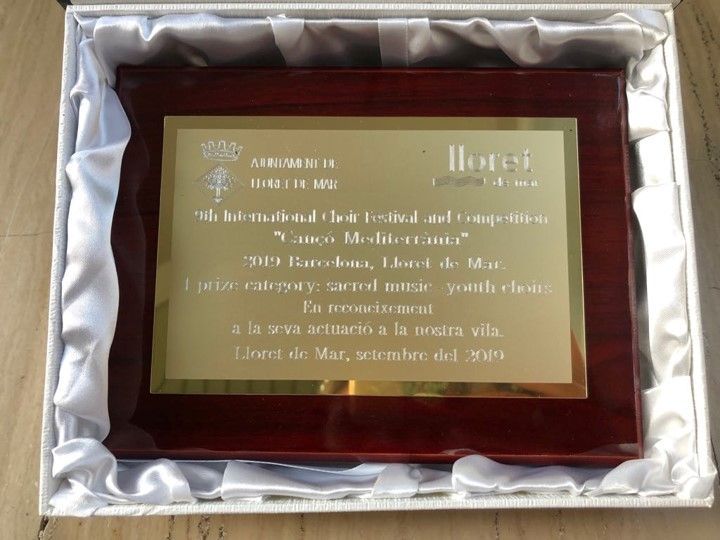 AJUNTAMENT DE
LLORET DE MAR
lloret
de mar
9th International Choir Festival and Competition
"Cançó Mediterrània"
2019 Barcelona, Lloret de Mar.
I prize category: sacred music -youth choirs
En reconeixement
a la seva actuació a la nostra vila.
Lloret de Mar, setembre del 2019